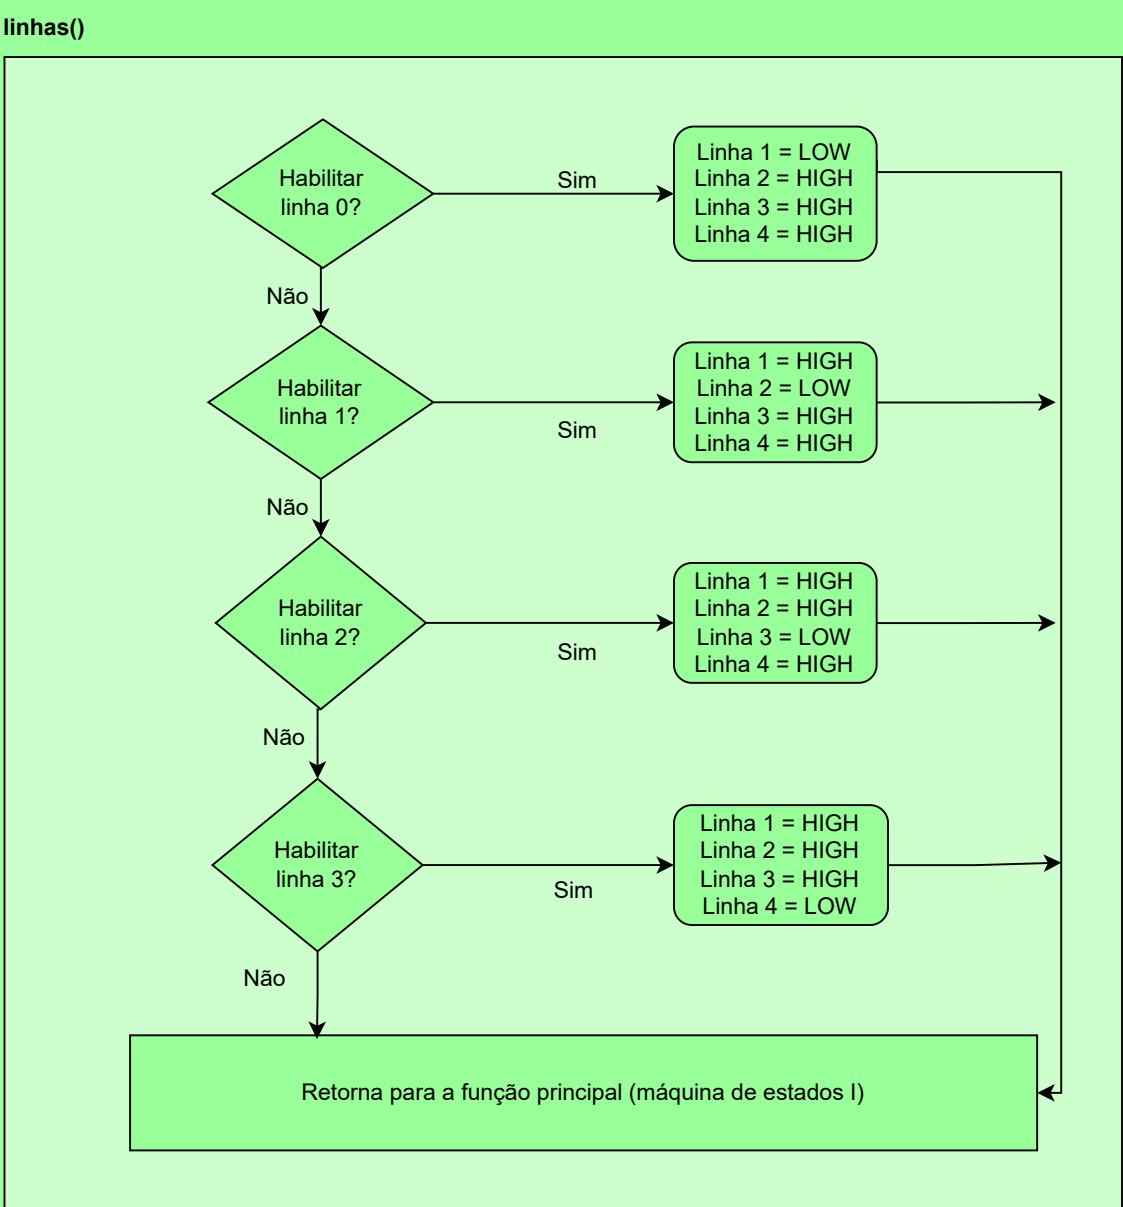 linhas()
Habilitar
linha 0?
Sim
Linha 1 = LOW
Linha 2 = HIGH
Linha 3 = HIGH
Linha 4 = HIGH
Não
Habilitar
linha 1?
Sim
Linha 1 = HIGH
Linha 2 = LOW
Linha 3 = HIGH
Linha 4 = HIGH
Não
Habilitar
linha 2?
Sim
Linha 1 = HIGH
Linha 2 = HIGH
Linha 3 = LOW
Linha 4 = HIGH
Não
Habilitar
linha 3?
Sim
Linha 1 = HIGH
Linha 2 = HIGH
Linha 3 = HIGH
Linha 4 = LOW
Não
Retorna para a função principal (máquina de estados I)